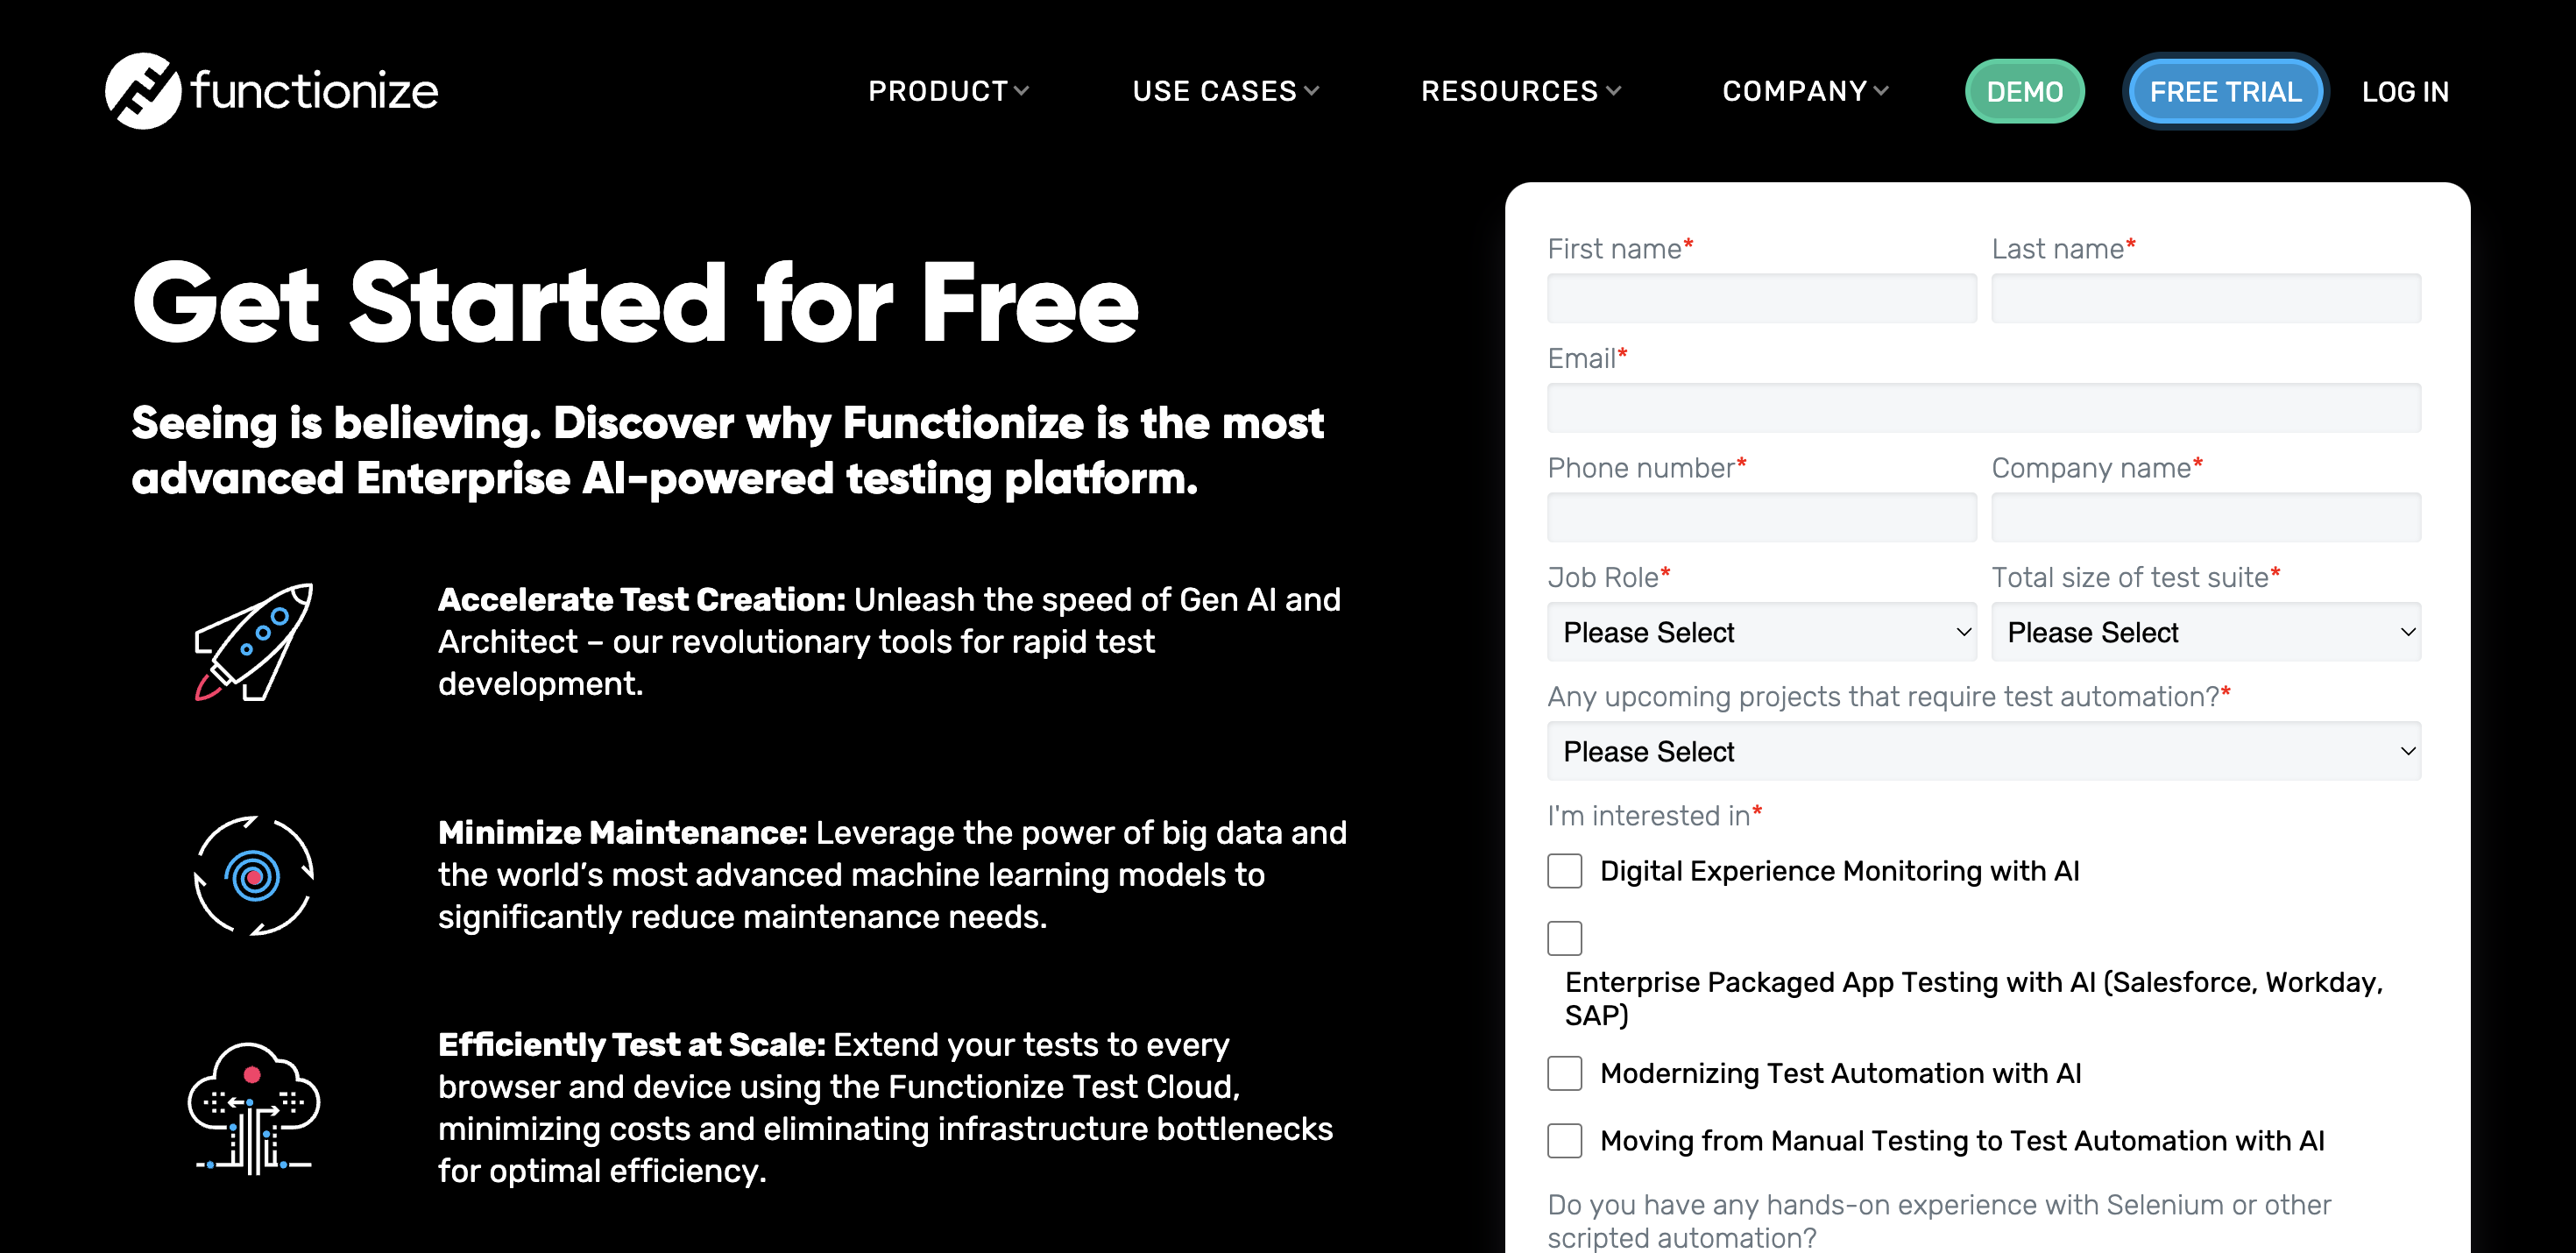 functionize
PRODUCT
USE CASES
RESOURCES
COMPANY
DEMO
FREE TRIAL
LOG IN
Get Started for Free
Seeing is believing. Discover why Functionize is the most
advanced Enterprise AI-powered testing platform.
Accelerate Test Creation: Unleash the speed of Gen AI and
Architect – our revolutionary tools for rapid test
development.
Minimize Maintenance: Leverage the power of big data and
the world’s most advanced machine learning models to
significantly reduce maintenance needs.
Efficiently Test at Scale: Extend your tests to every
browser and device using the Functionize Test Cloud,
minimizing costs and eliminating infrastructure bottlenecks
for optimal efficiency.
First name*
Last name*
Email*
Phone number*
Company name*
Job Role*
Total size of test suite*
Please Select
Please Select
Any upcoming projects that require test automation?*
Please Select
I'm interested in*
Digital Experience Monitoring with AI
Enterprise Packaged App Testing with AI (Salesforce, Workday,
SAP)
Modernizing Test Automation with AI
Moving from Manual Testing to Test Automation with AI
Do you have any hands-on experience with Selenium or other
scripted automation?